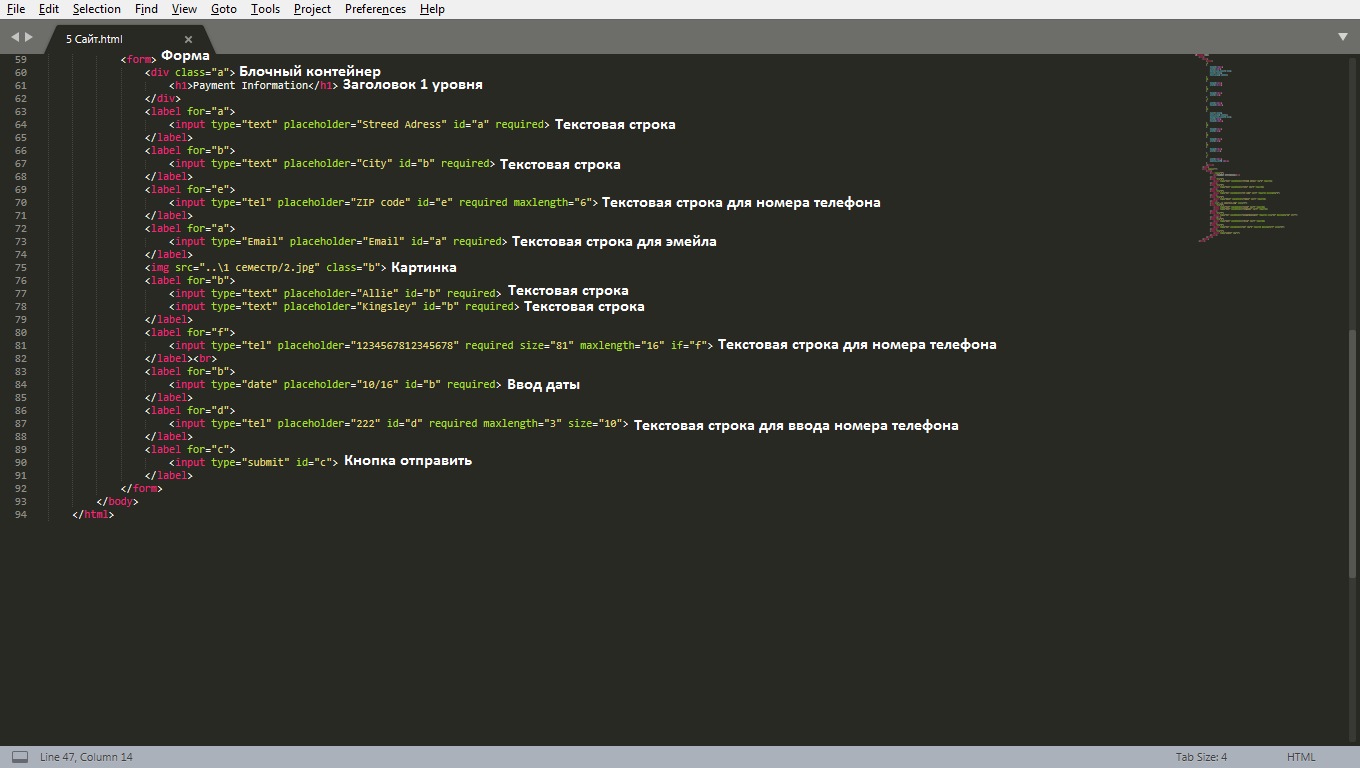 File Edit Selection Find View Goto Tools Project Preferences Help
5 Сайт.html
59 <form> Форма
60 <div class="a"> Блочный контейнер
61 <h1>Payment Information</h1> Заголовок 1 уровня
62 </div>
63 <label for="a">
64 <input type="text" placeholder="Streed Adress" id="a" required> Текстовая строка
65 </label>
66 <label for="b">
67 <input type="text" placeholder="City" id="b" required> Текстовая строка
68 </label>
69 <label for="e">
70 <input type="tel" placeholder="ZIP code" id="e" required maxlength="6"> Текстовая строка для номера телефона
71 </label>
72 <label for="a">
73 <input type="Email" placeholder="Email" id="a" required> Текстовая строка для эмейла
74 </label>
75 <img src="..\1 семестр/2.jpg" class="b"> Картинка
76 <label for="b">
77 <input type="text" placeholder="Allie" id="b" required> Текстовая строка
78 <input type="text" placeholder="Kingsley" id="b" required> Текстовая строка
79 </label>
80 <label for="f">
81 <input type="tel" placeholder="1234567812345678" required size="81" maxlength="16" if="f"> Текстовая строка для номера телефона
82 </label><br>
83 <label for="b">
84 <input type="date" placeholder="10/16" id="b" required> Ввод даты
85 </label>
86 <label for="d">
87 <input type="tel" placeholder="222" id="d" required maxlength="3" size="10"> Текстовая строка для ввода номера телефона
88 </label>
89 <label for="c">
90 <input type="submit" id="c"> Кнопка отправить
91 </label>
92 </form>
93 </body>
94 </html>
Line 47, Column 14 Tab Size: 4 HTML